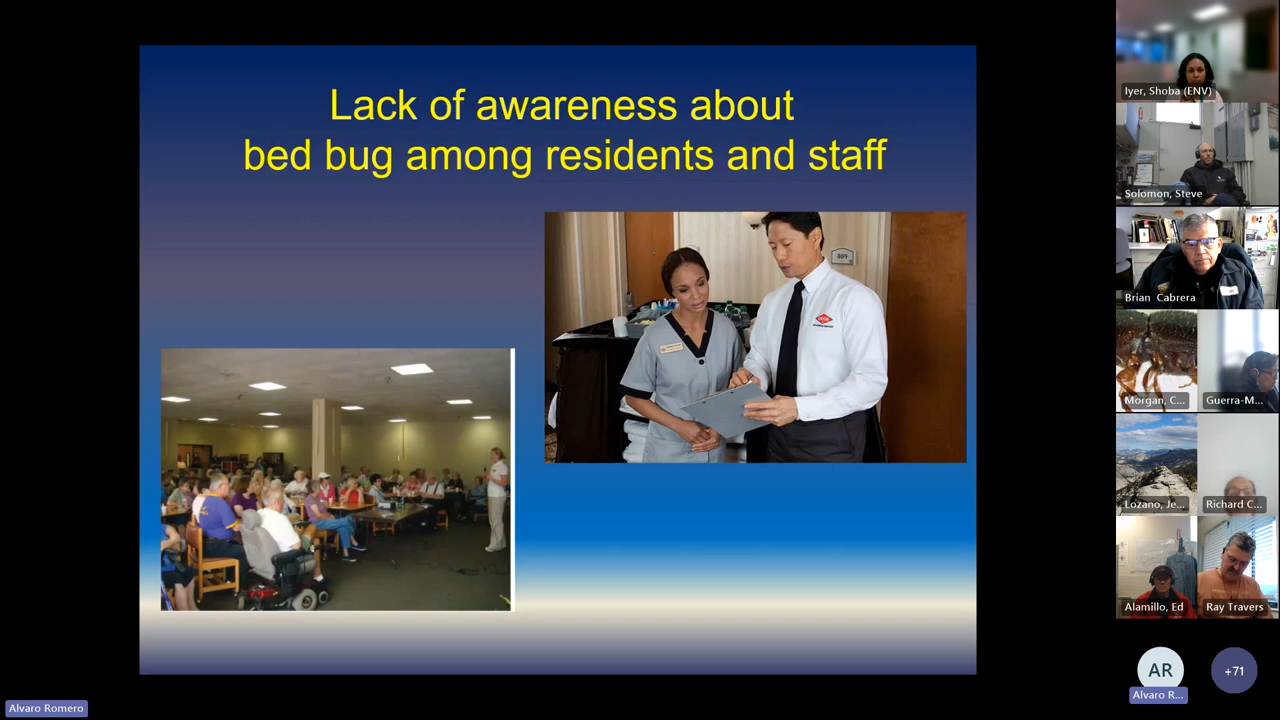 Lack of awareness about
bed bug among residents and staff
309
Iyer, Shoba (ENV)
Solomon, Steve
Brian Cabrera
Morgan, C...
Guerra-M...
Lozano, Je...
Richard C...
Alamillo, Ed
Ray Travers
AR
Alvaro R...
+71
Alvaro Romero